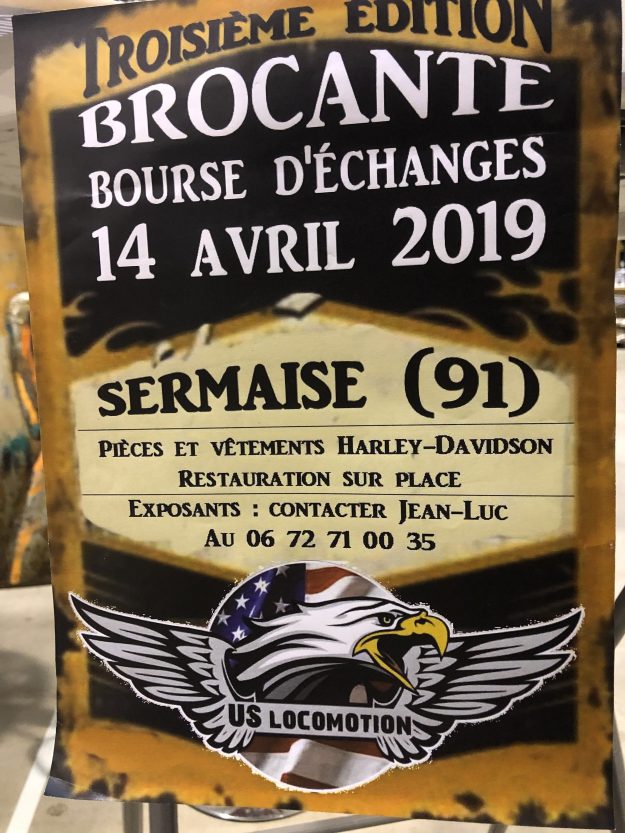 TROISIÈME ÉDITION
BROCANTE
BOURSE D'ÉCHANGES
14 AVRIL 2019
SERMAISE (91)
PIÈCES ET VÊTEMENTS HARLEY-DAVIDSON
RESTAURATION SUR PLACE
EXPOSANTS : CONTACTER JEAN-LUC
AU 06 72 71 00 35
US LOCOMOTION